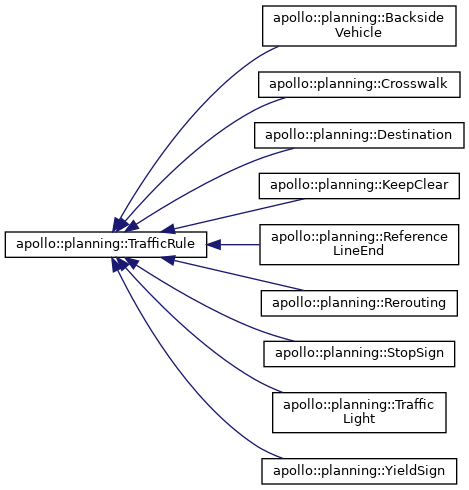 apollo::planning::Backside
Vehicle
apollo::planning::Crosswalk
apollo::planning::Destination
apollo::planning::KeepClear
apollo::planning::TrafficRule
apollo::planning::Reference
LineEnd
apollo::planning::Rerouting
apollo::planning::StopSign
apollo::planning::Traffic
Light
apollo::planning::YieldSign